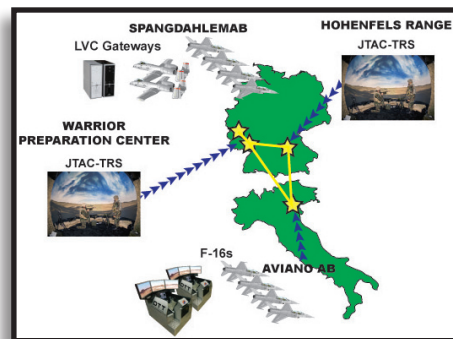 SPANGDAHLEMAB
LVC Gateways
HOHENFELS RANGE
JTAC-TRS
WARRIOR
PREPARATION CENTER
JTAC-TRS
F-16s
AVIANO AB